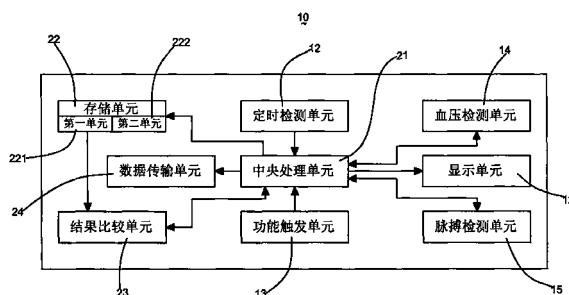 10
22
222
12
21
14
存储单元
第一单元
第二单元
定时检测单元
血压检测单元
221
数据传输单元
中央处理单元
显示单元
24
结果比较单元
功能触发单元
脉搏检测单元
23
13
15